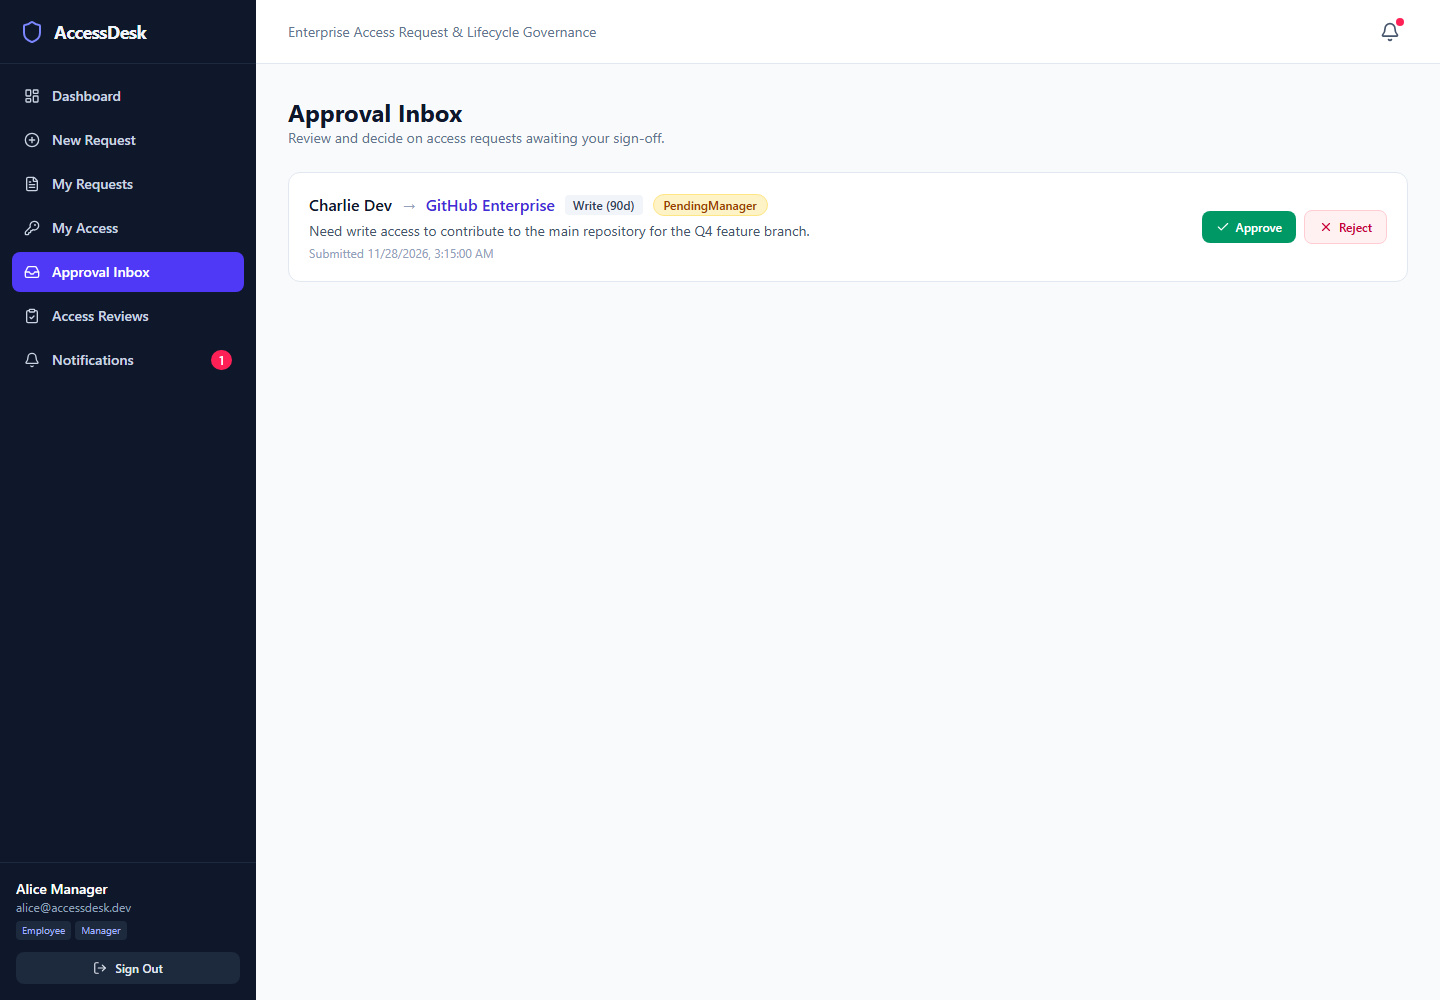 AccessDesk
Enterprise Access Request & Lifecycle Governance
Dashboard
New Request
My Requests
My Access
Approval Inbox
Access Reviews
Notifications 1
Approval Inbox
Review and decide on access requests awaiting your sign-off.
Charlie Dev → GitHub Enterprise Write (90d) PendingManager
Need write access to contribute to the main repository for the Q4 feature branch.
Submitted 11/28/2026, 3:15:00 AM
Approve Reject
Alice Manager
alice@accessdesk.dev
Employee Manager
Sign Out